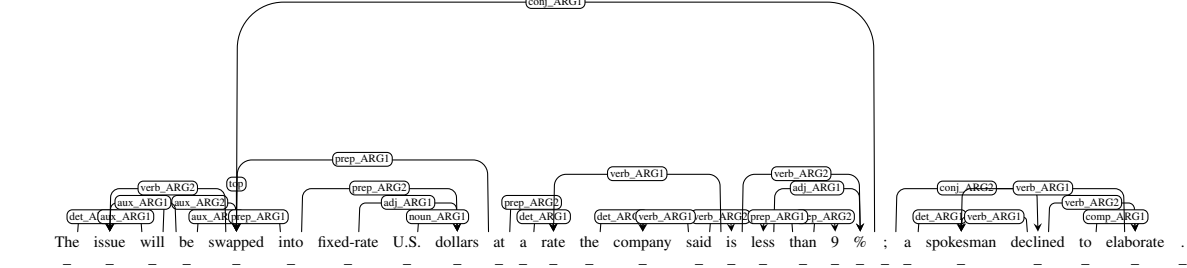 conj_ARG1
prep_ARG1
verb_ARG1 verb_ARG2
verb_ARG2 top prep_ARG2 adj_ARG1 conj_ARG2 verb_ARG1
aux_ARG1 aux_ARG2 adj_ARG1 prep_ARG2 verb_ARG2
aux_ARG1 prep_ARG1 noun_ARG1 det_ARG1 verb_ARG1 verb_ARG2 prep_ARG1 verb_ARG1 comp_ARG1
The issue will be swapped into fixed-rate U.S. dollars at a rate the company said is less than 9 % ; a spokesman declined to elaborate .